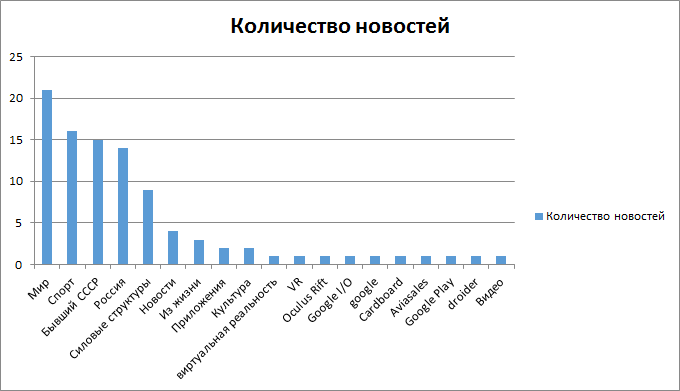 Количество новостей
25
20
15
10
5
0
Мир
Спорт
Бывший СССР
Россия
Силовые структуры
Новости
Из жизни
Приложения
Культура
виртуальная реальность
VR
Oculus Rift
Google I/O
google
Cardboard
Aviasales
Google Play
droider
Видео
Количество новостей